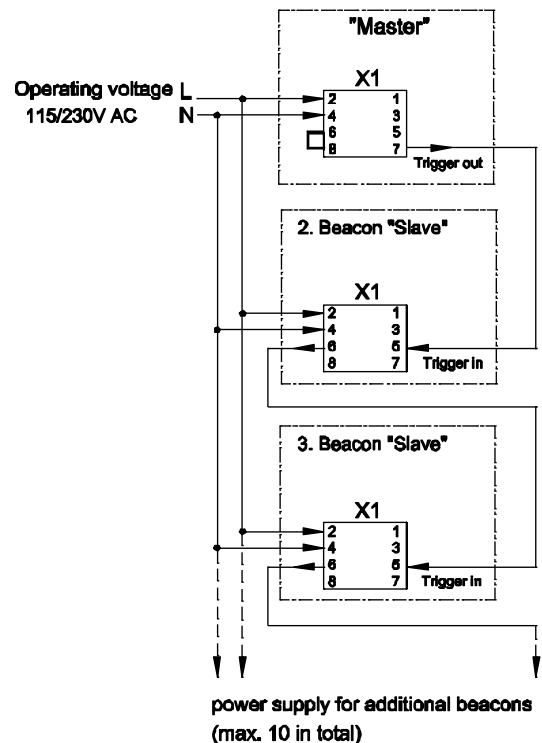 "Master"
X1
Operating voltage L
115/230V AC N
2 1
4 3
6 5
8 7
Trigger out
2. Beacon "Slave"
X1
2 1
4 3
6 5
8 7
Trigger in
3. Beacon "Slave"
X1
2 1
4 3
6 5
8 7
Trigger in
power supply for additional beacons
(max. 10 in total)